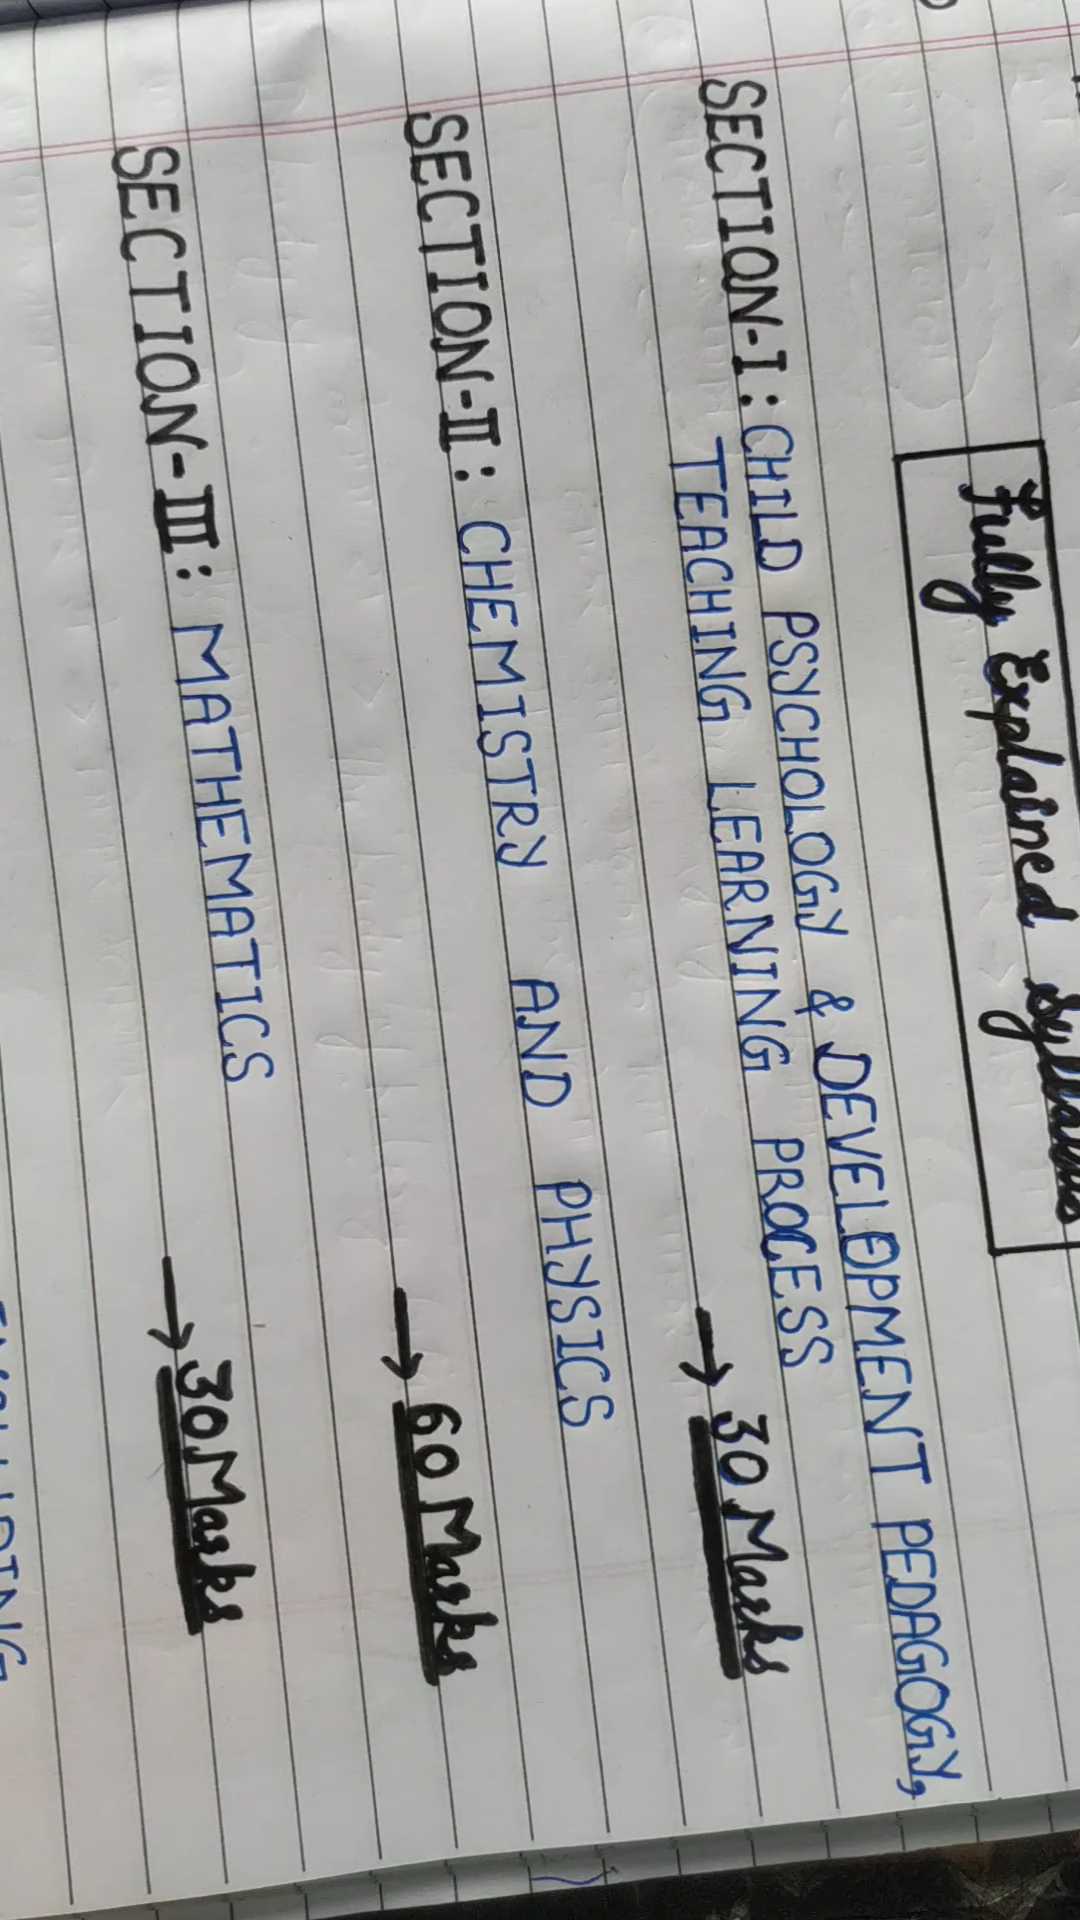 Fully Explained Syllabus
SECTION-I: CHILD PSYCHOLOGY & DEVELOPMENT PEDAGOGY,
TEACHING LEARNING PROCESS
→ 30 Marks
SECTION-II: CHEMISTRY AND PHYSICS
→ 60 Marks
SECTION-III: MATHEMATICS
→ 30 Marks